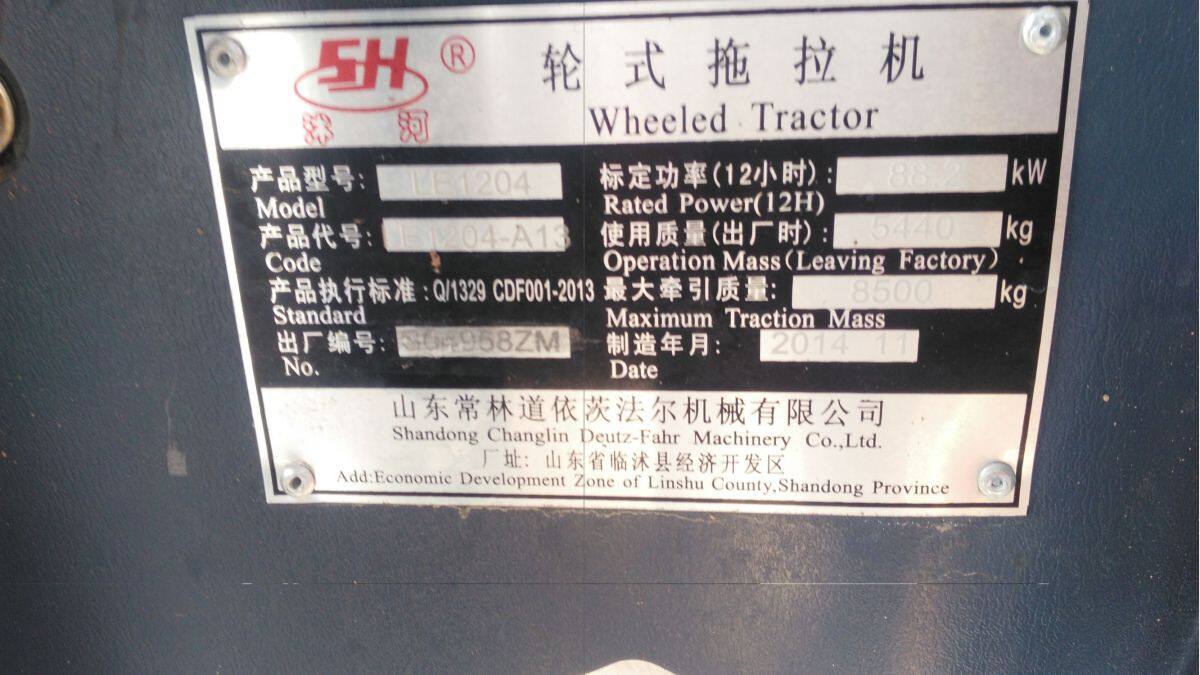 SH ® 轮式拖拉机
沭河 Wheeled Tractor
产品型号: LE1204 标定功率(12小时): 88.2 kW
Model Rated Power(12H)
产品代号: 1204-A13 使用质量(出厂时): 5440 kg
Code Operation Mass(Leaving Factory)
产品执行标准:Q/1329 CDF001-2013 最大牵引质量: 8500 kg
Standard Maximum Traction Mass
出厂编号: 304958ZM 制造年月: 2014 11
No. Date
山东常林道依茨法尔机械有限公司
Shandong Changlin Deutz-Fahr Machinery Co.,Ltd.
厂址: 山东省临沭县经济开发区
Add:Economic Development Zone of Linshu County,Shandong Province